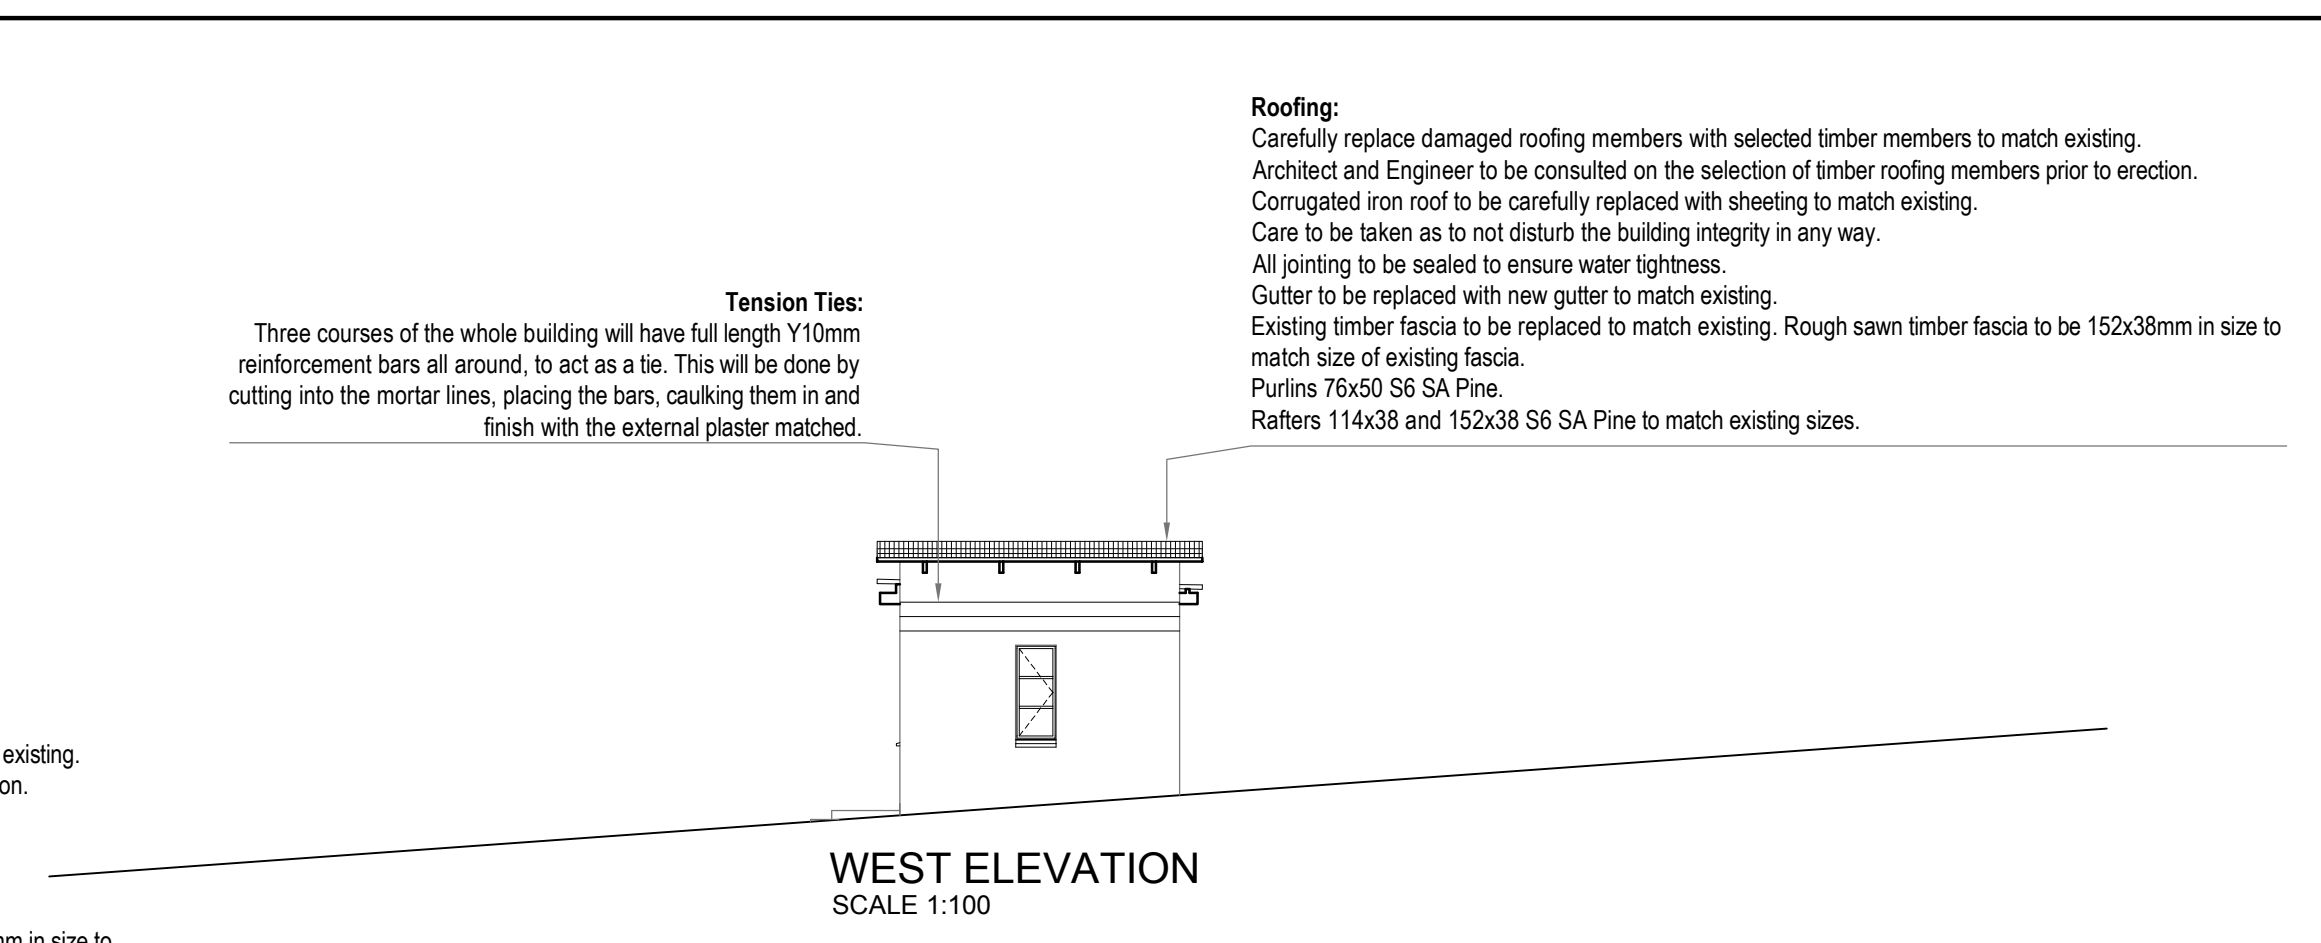 Roofing:
Carefully replace damaged roofing members with selected timber members to match existing.
Architect and Engineer to be consulted on the selection of timber roofing members prior to erection.
Corrugated iron roof to be carefully replaced with sheeting to match existing.
Care to be taken as to not disturb the building integrity in any way.
All jointing to be sealed to ensure water tightness.
Gutter to be replaced with new gutter to match existing.
Existing timber fascia to be replaced to match existing. Rough sawn timber fascia to be 152x38mm in size to
match size of existing fascia.
Purlins 76x50 S6 SA Pine.
Rafters 114x38 and 152x38 S6 SA Pine to match existing sizes.
Tension Ties:
Three courses of the whole building will have full length Y10mm
reinforcement bars all around, to act as a tie. This will be done by
cutting into the mortar lines, placing the bars, caulking them in and
finish with the external plaster matched.
existing.
on.
WEST ELEVATION
SCALE 1:100
in size to